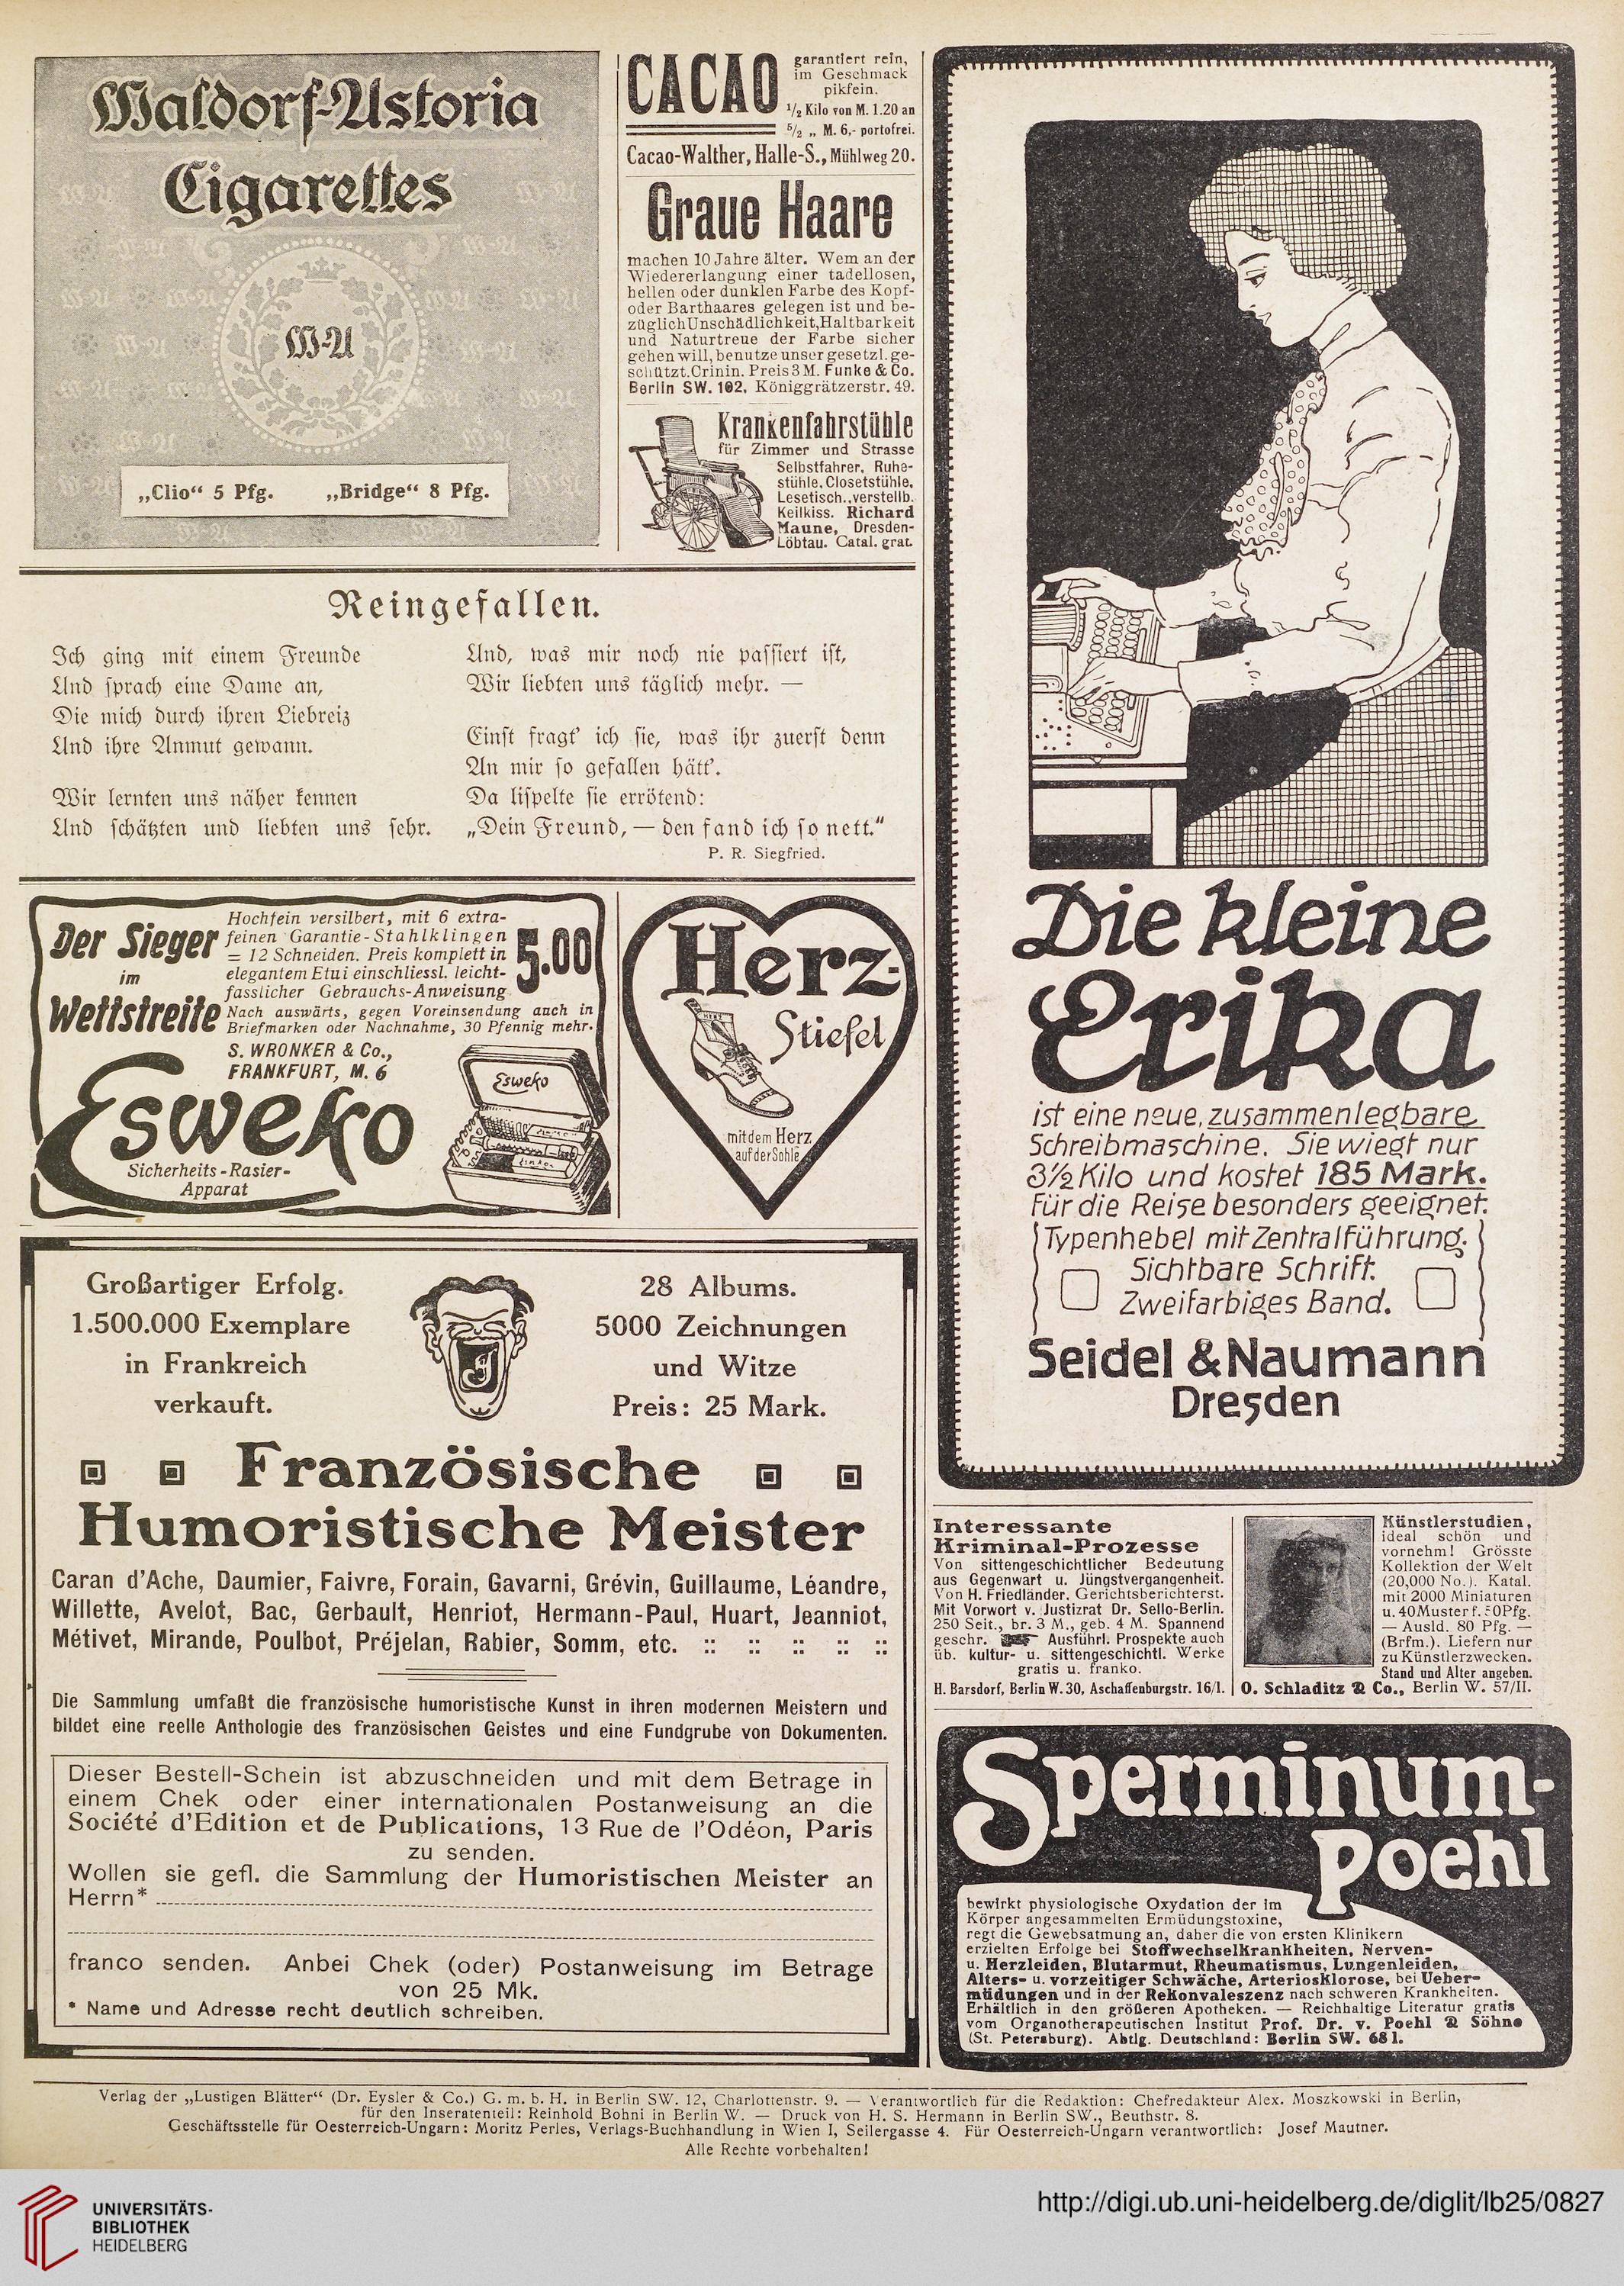 Waldorf-Astoria
Cigarettes
W-A
„Clio“ 5 Pfg. „Bridge“ 8 Pfg.
CACAO
garantiert rein,
im Geschmack
pikfein.
1/2 Kilo von M. 1.20 an
5/2 „ M. 6,- portofrei.
Cacao-Walther, Halle-S., Mühlweg 20.
Graue Haare
machen 10 Jahre älter. Wem an der
Wiedererlangung einer tadellosen,
hellen oder dunklen Farbe des Kopf-
oder Barthaares gelegen ist und be-
züglich Unschädlichkeit, Haltbarkeit
und Naturtreue der Farbe sicher
gehen will, benutze unser gesetzl. ge-
schützt. Crinin. Preis 3 M. Funke & Co.
Berlin SW. 102, Königgrätzerstr. 49.
Krankenfahrstühle
für Zimmer und Strasse
Selbstfahrer, Ruhe-
stühle, Closetstühle,
Lesetisch., verstellb.
Keilkiss. Richard
Maune, Dresden-
Löbtau. Catal. grat.
Reingefallen.
Ich ging mit einem Freunde
Und sprach eine Dame an,
Die mich durch ihren Liebreiz
Und ihre Anmut gewann.
Wir lernten uns näher kennen
Und schätzten und liebten uns sehr.
Und, was mir noch nie passiert ist,
Wir liebten uns täglich mehr. —
Einst fragt' ich sie, was ihr zuerst denn
An mir so gefallen hätt'.
Da lispelte sie errötend:
„Dein Freund, — den fand ich so nett.“
P. R. Siegfried.
Der Sieger
im
Wettstreite
Hochfein versilbert, mit 6 extra-
feinen Garantie-Stahlklingen
= 12 Schneiden. Preis komplett in
elegantem Etui einschliessl. leicht-
fasslicher Gebrauchs-Anweisung
5.00
Nach auswärts, gegen Voreinsendung auch in
Briefmarken oder Nachnahme, 30 Pfennig mehr.
S. WRONKER & Co.,
FRANKFURT, M. 6
Esweko
Esweko
Sicherheits-Rasier-
Apparat
Herz-
Stiefel
HERZ
mit dem Herz
auf der Sohle
Großartiger Erfolg.
1.500.000 Exemplare
in Frankreich
verkauft.
28 Albums.
5000 Zeichnungen
und Witze
Preis: 25 Mark.
Französische
Humoristische Meister
Caran d'Ache, Daumier, Faivre, Forain, Gavarni, Grévin, Guillaume, Léandre,
Willette, Avelot, Bac, Gerbault, Henriot, Hermann-Paul, Huart, Jeanniot,
Métivet, Mirande, Poulbot, Préjelan, Rabier, Somm, etc. :: :: :: :: ::
Die Sammlung umfaßt die französische humoristische Kunst in ihren modernen Meistern und
bildet eine reelle Anthologie des französischen Geistes und eine Fundgrube von Dokumenten.
Dieser Bestell-Schein ist abzuschneiden und mit dem Betrage in
einem Chek oder einer internationalen Postanweisung an die
Société d'Edition et de Publications, 13 Rue de l'Odéon, Paris
zu senden.
Wollen sie gefl. die Sammlung der Humoristischen Meister an
Herrn*
franco senden. Anbei Chek (oder) Postanweisung im Betrage
von 25 Mk.
* Name und Adresse recht deutlich schreiben.
Die kleine
Erika
ist eine neue, zusammenlegbare
Schreibmaschine. Sie wiegt nur
3 1/2 Kilo und kostet 185 Mark.
Für die Reise besonders geeignet.
Typenhebel mit Zentralführung.
Sichtbare Schrift.
Zweifarbiges Band.
Seidel & Naumann
Dresden
Interessante
Kriminal-Prozesse
Von sittengeschichtlicher Bedeutung
aus Gegenwart u. Jüngstvergangenheit.
Von H. Friedländer, Gerichtsberichterst.
Mit Vorwort v. Justizrat Dr. Sello-Berlin.
250 Seit., br. 3 M., geb. 4 M. Spannend
geschr. Ausführl. Prospekte auch
üb. kultur- u. sittengeschichtl. Werke
gratis u. franko.
H. Barsdorf, Berlin W. 30, Aschaffenburgstr. 16/I.
Künstlerstudien,
ideal schön und
vornehm! Grösste
Kollektion der Welt
(20,000 No.). Katal.
mit 2000 Miniaturen
u. 40 Muster f. 50 Pfg.
— Ausld. 80 Pfg. —
(Brfm.). Liefern nur
zu Künstlerzwecken.
Stand und Alter angeben.
O. Schladitz & Co., Berlin W. 57/II.
Sperminum-
Poehl
bewirkt physiologische Oxydation der im
Körper angesammelten Ermüdungstoxine,
regt die Gewebsatmung an, daher die von ersten Klinikern
erzielten Erfolge bei Stoffwechselkrankheiten, Nerven-
u. Herzleiden, Blutarmut, Rheumatismus, Lungenleiden,
Alters- u. vorzeitiger Schwäche, Arteriosklorose, bei Ueber-
müdungen und in der Rekonvaleszenz nach schweren Krankheiten.
Erhältlich in den größeren Apotheken. — Reichhaltige Literatur gratis
vom Organotherapeutischen Institut Prof. Dr. v. Poehl & Söhne
(St. Petersburg). Abtlg. Deutschland: Berlin SW. 68 I.
Verlag der „Lustigen Blätter“ (Dr. Eysler & Co.) G. m. b. H. in Berlin SW. 12, Charlottenstr. 9. — Verantwortlich für die Redaktion: Chefredakteur Alex. Moszkowski in Berlin,
für den Inseratenteil: Reinhold Bohni in Berlin W. — Druck von H. S. Hermann in Berlin SW., Beuthstr. 8.
Geschäftsstelle für Oesterreich-Ungarn: Moritz Perles, Verlags-Buchhandlung in Wien I, Seilergasse 4. Für Oesterreich-Ungarn verantwortlich: Josef Mautner.
Alle Rechte vorbehalten!
UNIVERSITÄTS-
BIBLIOTHEK
HEIDELBERG
http://digi.ub.uni-heidelberg.de/diglit/lb25/0827